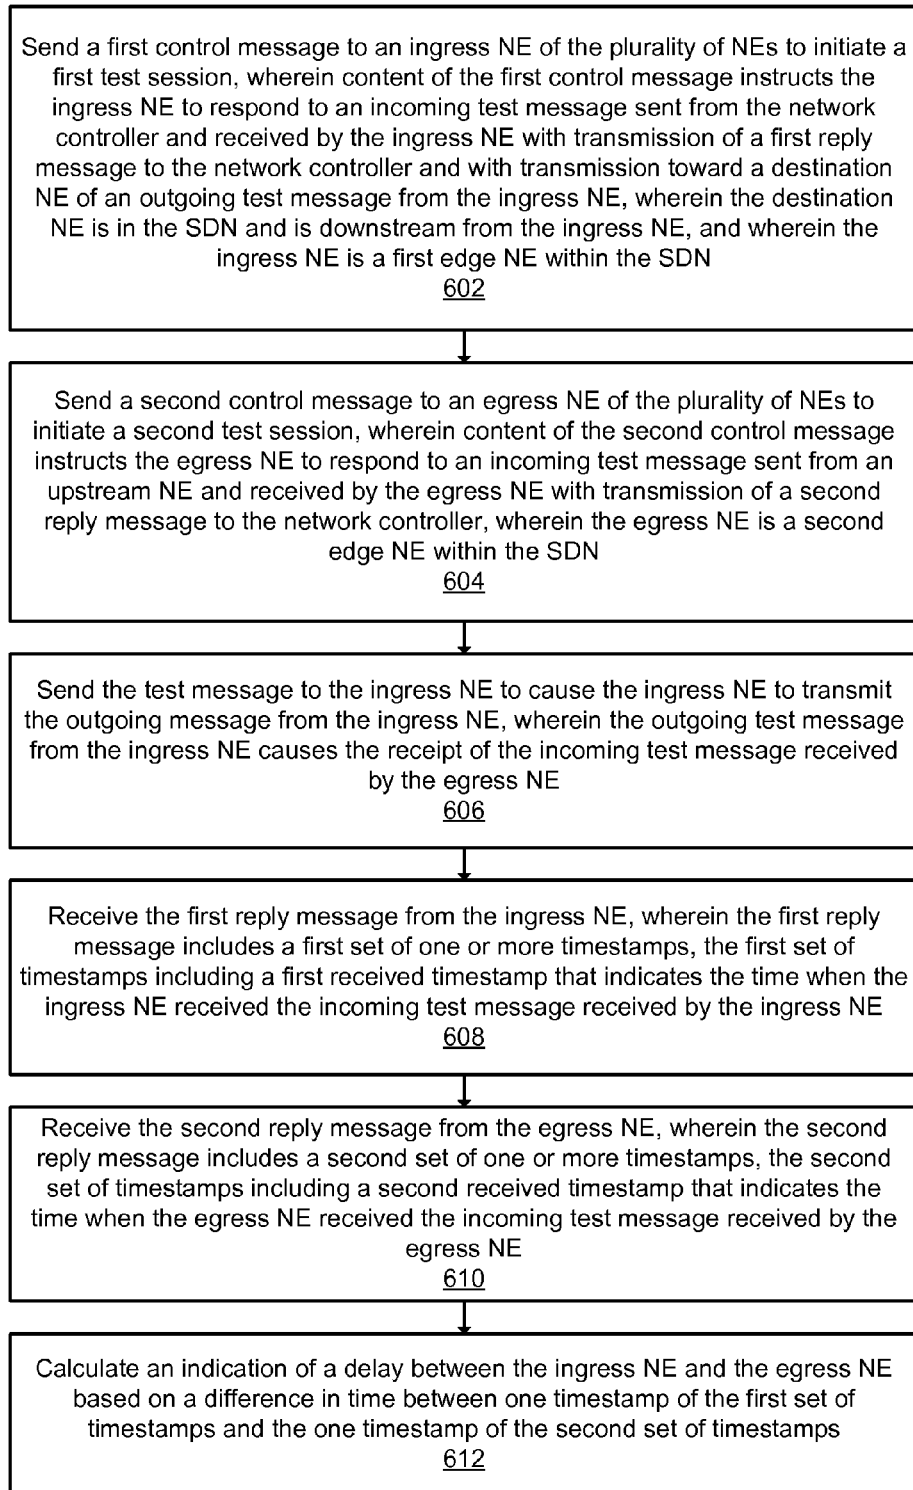 Send a first control message to an ingress NE of the plurality of NEs to initiate a
first test session, wherein content of the first control message instructs the
ingress NE to respond to an incoming test message sent from the network
controller and received by the ingress NE with transmission of a first reply
message to the network controller and with transmission toward a destination
NE of an outgoing test message from the ingress NE, wherein the destination
NE is in the SDN and is downstream from the ingress NE, and wherein the
ingress NE is a first edge NE within the SDN
602
Send a second control message to an egress NE of the plurality of NEs to
initiate a second test session, wherein content of the second control message
instructs the egress NE to respond to an incoming test message sent from an
upstream NE and received by the egress NE with transmission of a second
reply message to the network controller, wherein the egress NE is a second
edge NE within the SDN
604
Send the test message to the ingress NE to cause the ingress NE to transmit
the outgoing message from the ingress NE, wherein the outgoing test message
from the ingress NE causes the receipt of the incoming test message received
by the egress NE
606
Receive the first reply message from the ingress NE, wherein the first reply
message includes a first set of one or more timestamps, the first set of
timestamps including a first received timestamp that indicates the time when the
ingress NE received the incoming test message received by the ingress NE
608
Receive the second reply message from the egress NE, wherein the second
reply message includes a second set of one or more timestamps, the second
set of timestamps including a second received timestamp that indicates the
time when the egress NE received the incoming test message received by the
egress NE
610
Calculate an indication of a delay between the ingress NE and the egress NE
based on a difference in time between one timestamp of the first set of
timestamps and the one timestamp of the second set of timestamps
612